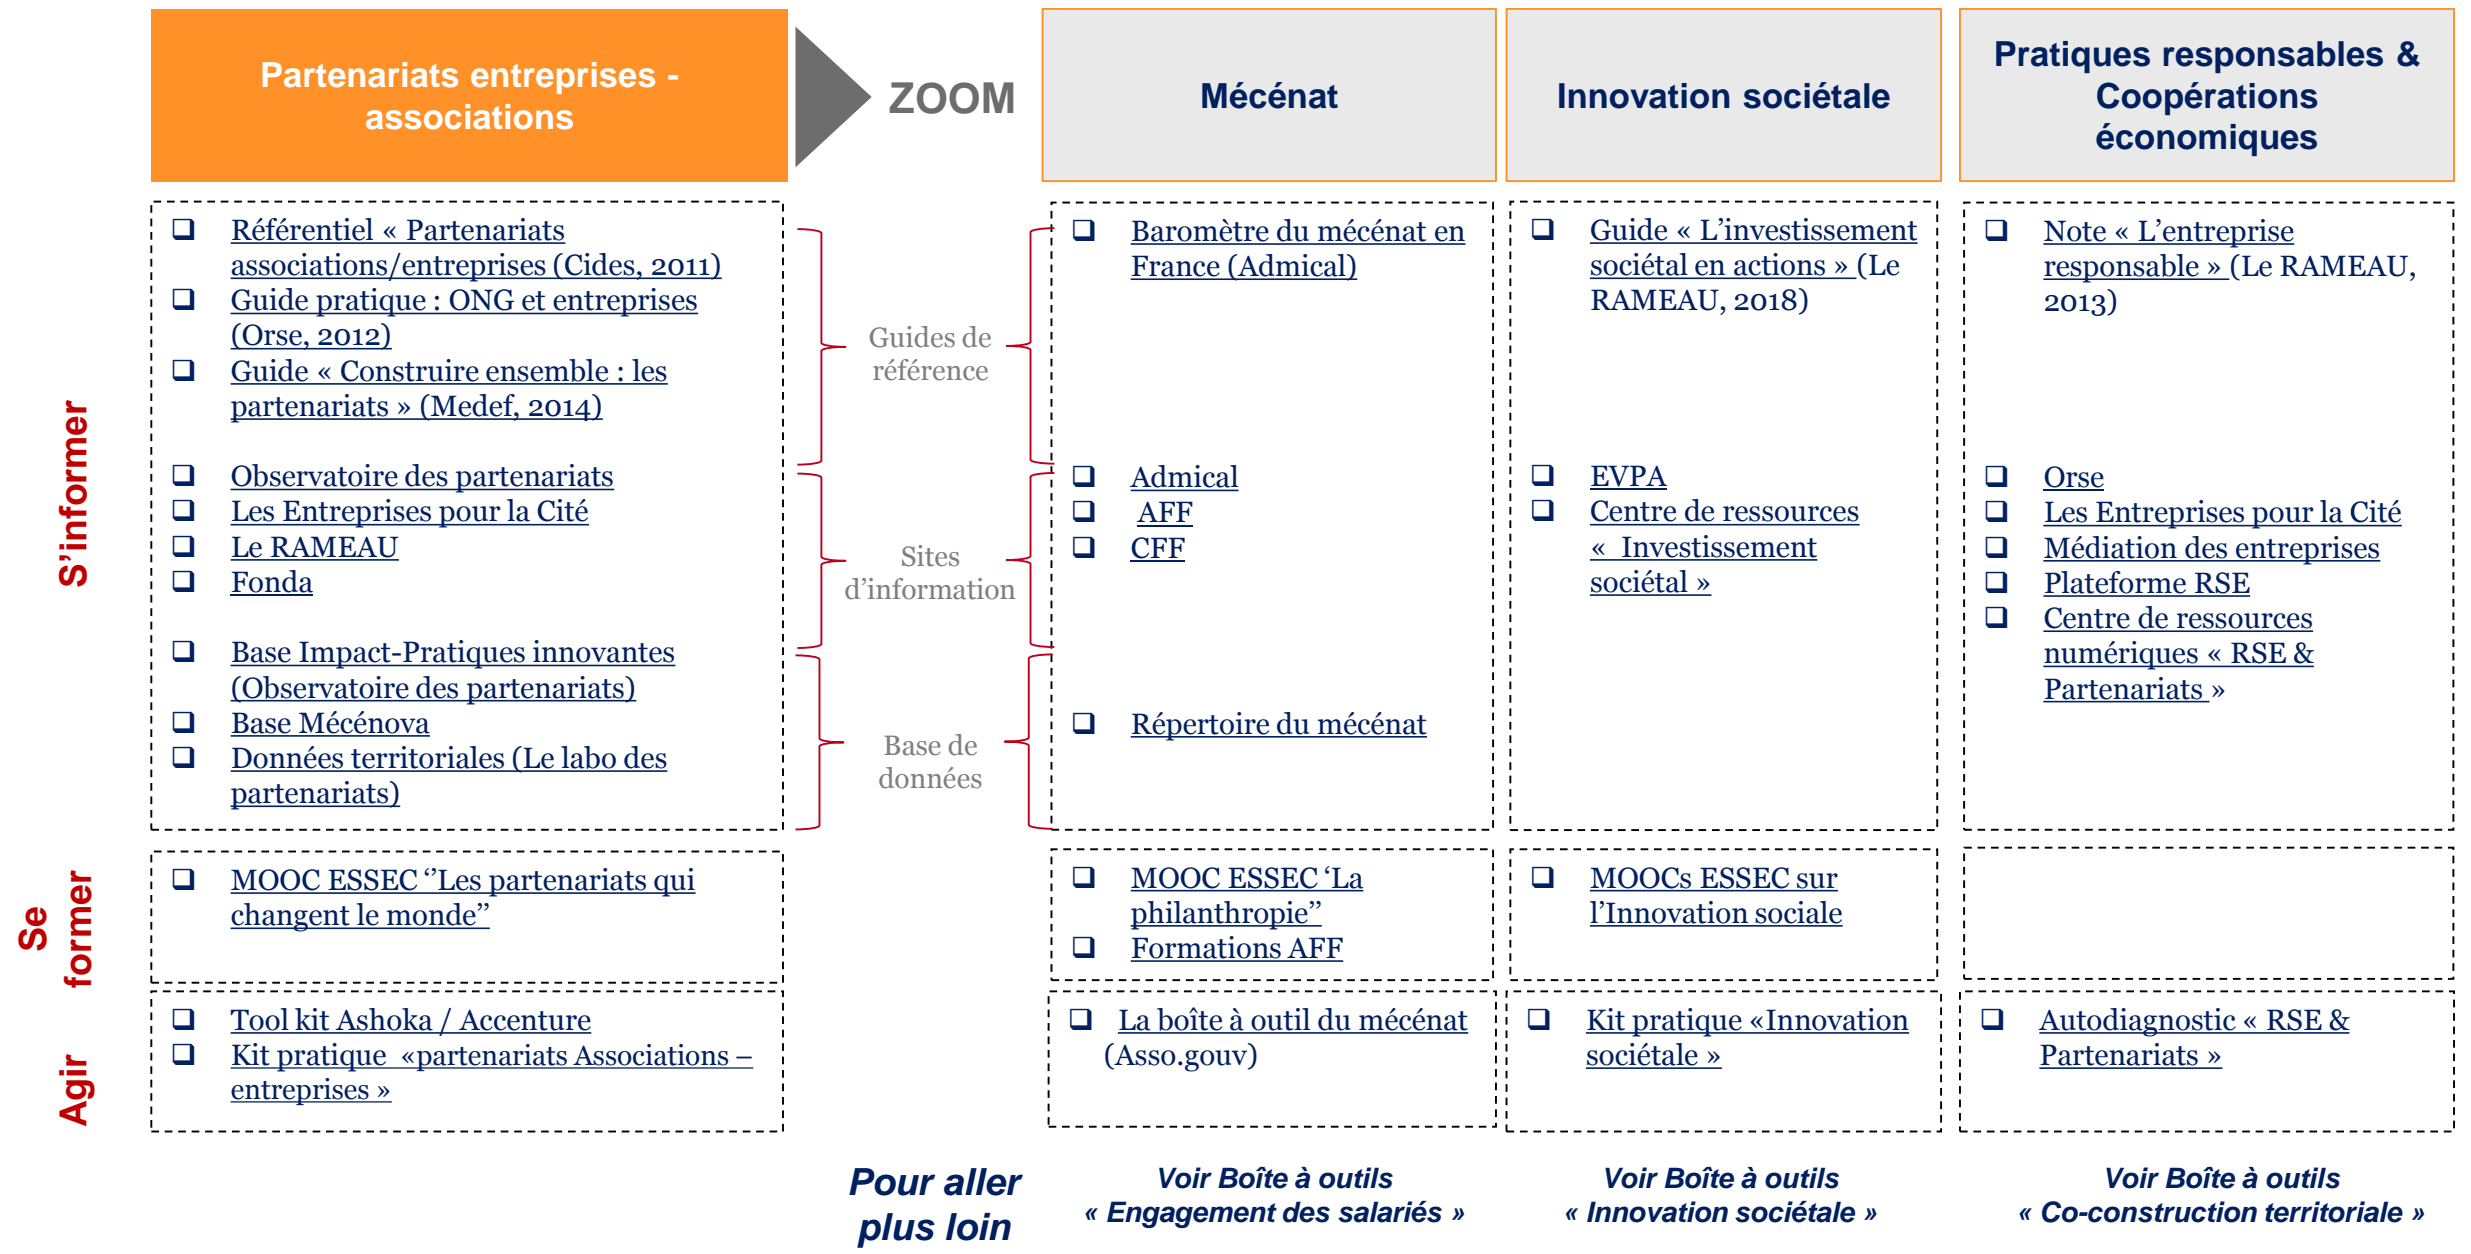 Partenariats entreprises -
associations
ZOOM
Mécénat
Innovation sociétale
Pratiques responsables &
Coopérations
économiques
S’informer
Référentiel « Partenariats
associations/entreprises (Cides, 2011)
Guide pratique : ONG et entreprises
(Orse, 2012)
Guide « Construire ensemble : les
partenariats » (Medef, 2014)
Observatoire des partenariats
Les Entreprises pour la Cité
Le RAMEAU
Fonda
Base Impact-Pratiques innovantes
(Observatoire des partenariats)
Base Mécénova
Données territoriales (Le labo des
partenariats)
Guides de
référence
Sites
d’information
Base de
données
Baromètre du mécénat en
France (Admical)
Admical
AFF
CFF
Répertoire du mécénat
Guide « L’investissement
sociétal en actions » (Le
RAMEAU, 2018)
EVPA
Centre de ressources
« Investissement
sociétal »
Note « L’entreprise
responsable » (Le RAMEAU,
2013)
Orse
Les Entreprises pour la Cité
Médiation des entreprises
Plateforme RSE
Centre de ressources
numériques « RSE &
Partenariats »
Se
former
MOOC ESSEC ‘’Les partenariats qui
changent le monde’’
MOOC ESSEC ‘La
philanthropie’’
Formations AFF
MOOCs ESSEC sur
l’Innovation sociale
Agir
Tool kit Ashoka / Accenture
Kit pratique «partenariats Associations –
entreprises »
La boîte à outil du mécénat
(Asso.gouv)
Kit pratique «Innovation
sociétale »
Autodiagnostic « RSE &
Partenariats »
Pour aller
plus loin
Voir Boîte à outils
« Engagement des salariés »
Voir Boîte à outils
« Innovation sociétale »
Voir Boîte à outils
« Co-construction territoriale »